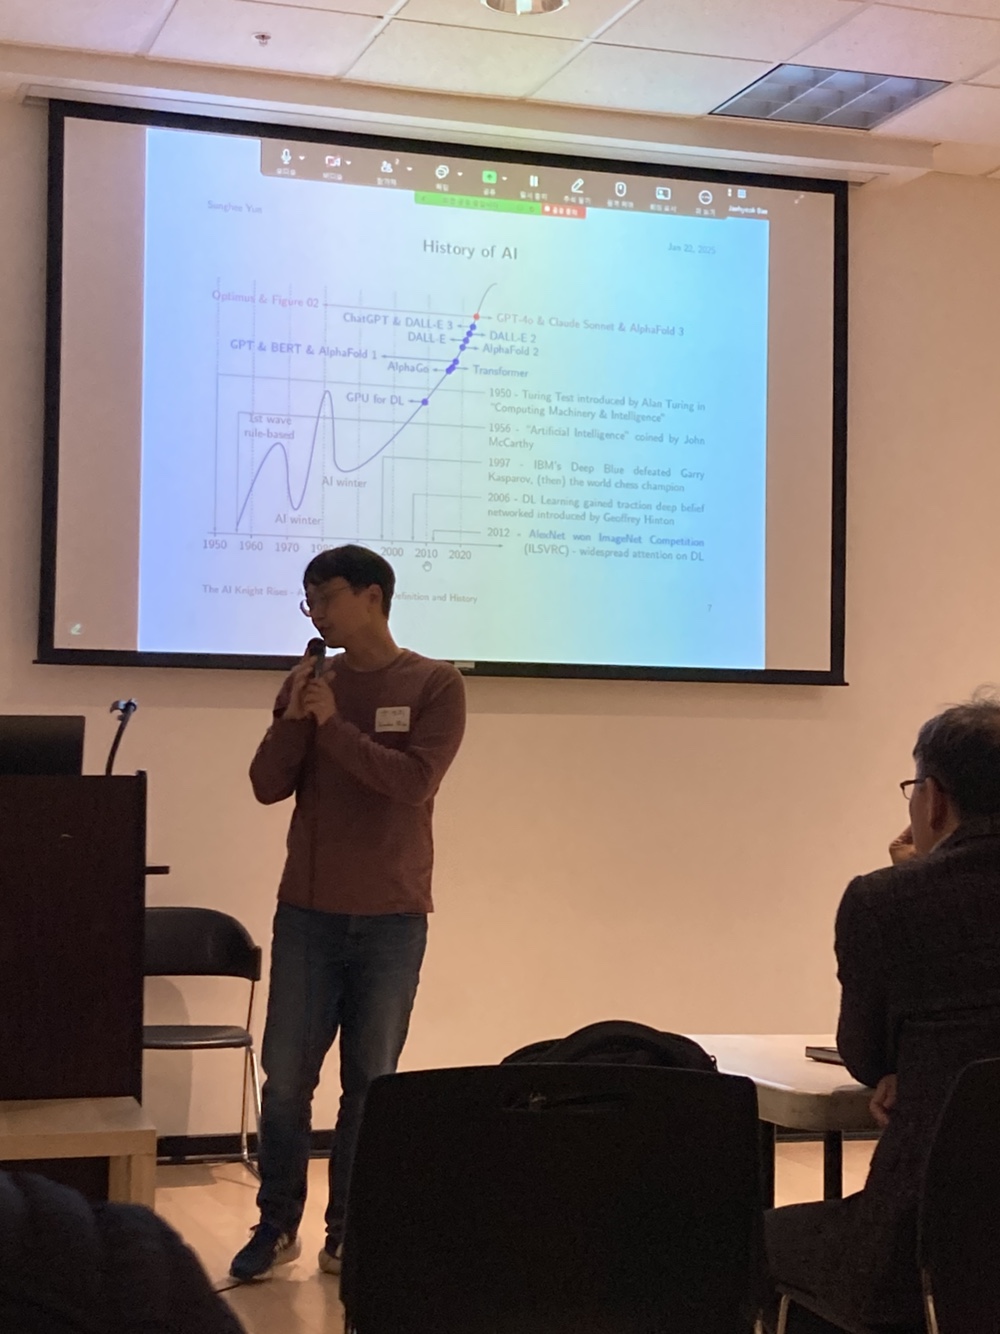 Sunghee Yun
Jun 22, 2025
History of AI
Optimus & Figure 02
GPT-4o & Claude Sonnet & AlphaFold 3
ChatGPT & DALL-E 3
DALL-E 2
DALL-E
AlphaFold 2
GPT & BERT & AlphaFold 1
AlphaGo
Transformer
GPU for DL
1st wave
rule-based
AI winter
AI winter
1950 - Turing Test introduced by Alan Turing in
"Computing Machinery & Intelligence"
1956 - "Artificial Intelligence" coined by John
McCarthy
1997 - IBM's Deep Blue defeated Garry
Kasparov, (then) the world chess champion
2006 - DL Learning gained traction deep belief
networked introduced by Geoffrey Hinton
2012 - AlexNet won ImageNet Competition
(ILSVRC) - widespread attention on DL
1950 1960 1970 2000 2010 2020
The AI Knight Rises - Definition and History
7